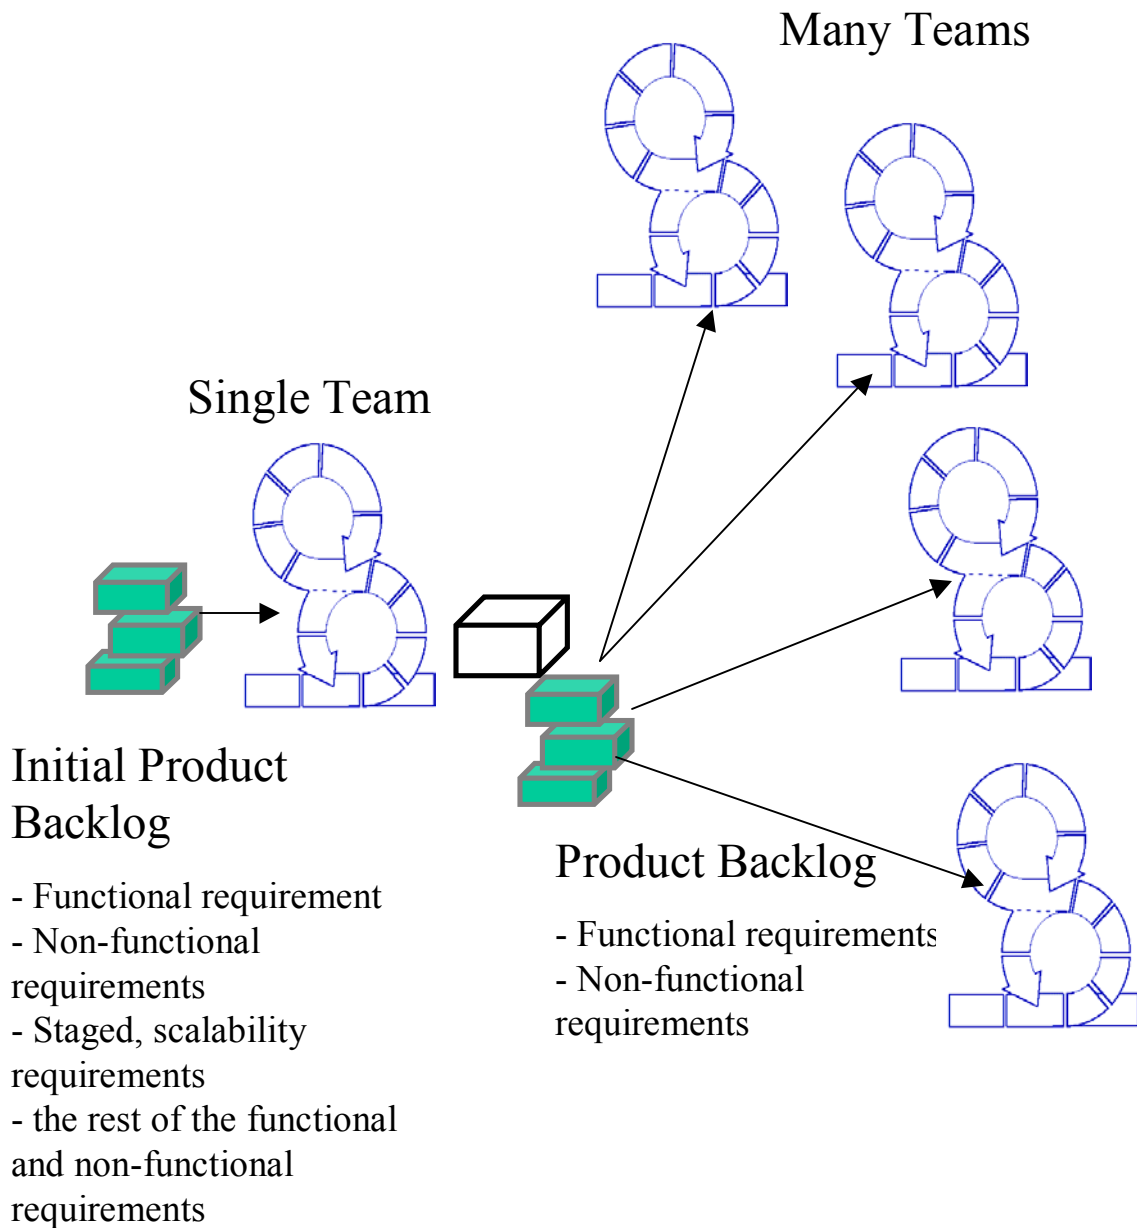 Many Teams
Single Team
Initial Product
Backlog
- Functional requirement
- Non-functional
requirements
- Staged, scalability
requirements
- the rest of the functional
and non-functional
requirements
Product Backlog
- Functional requirements
- Non-functional
requirements